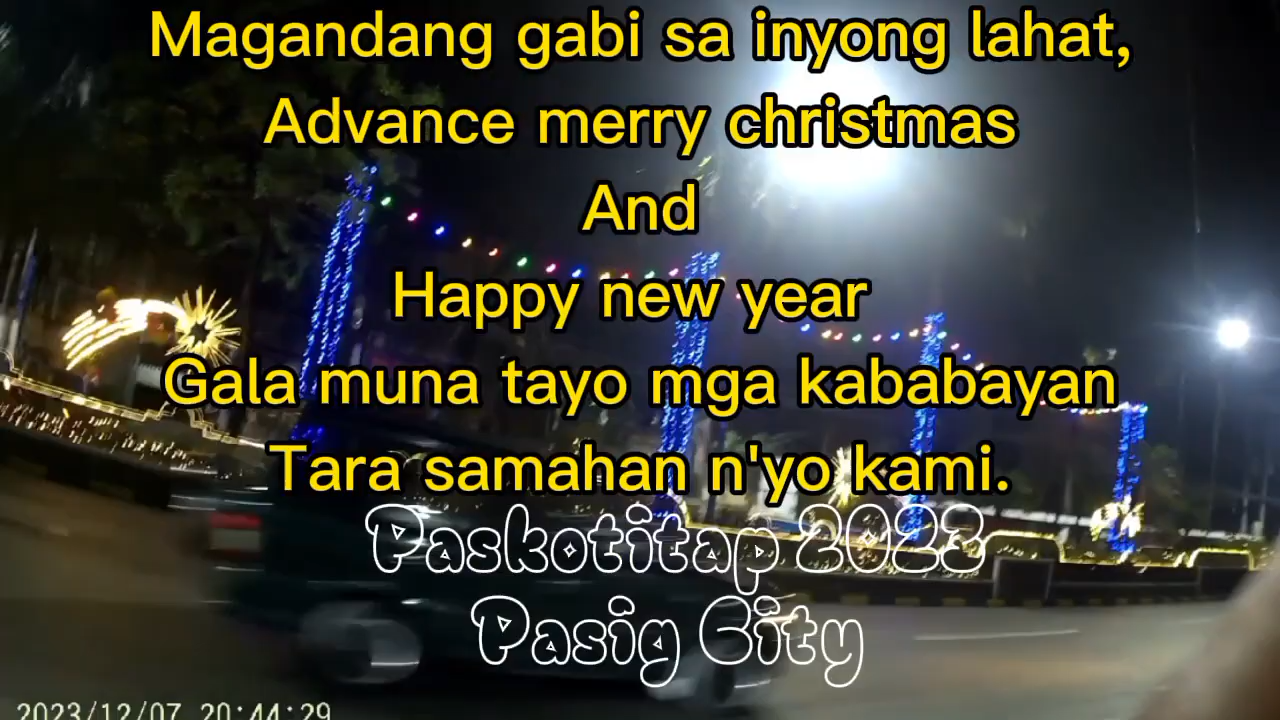 Magandang gabi sa inyong lahat,
Advance merry christmas
And
Happy new year
Gala muna tayo mga kababayan
Tara samahan n'yo kami.
Paskotitap 2023
Pasig City
2023/12/07 20:44:29